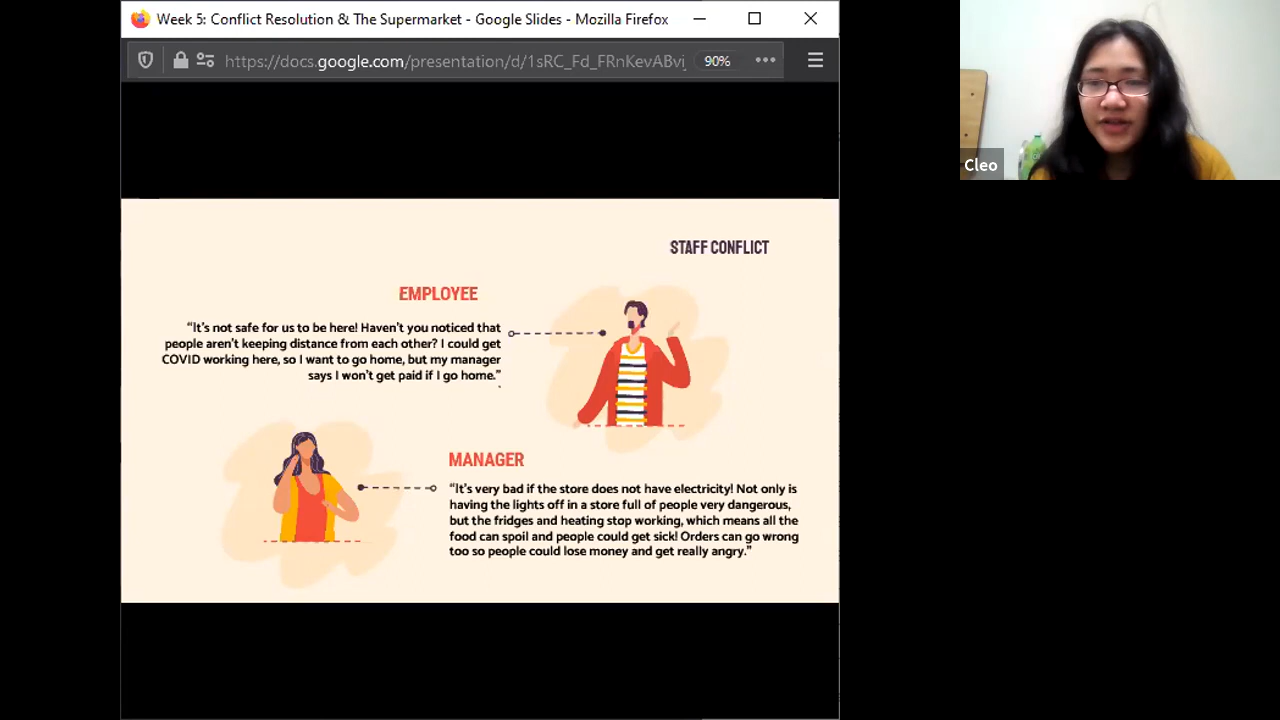 Week 5: Conflict Resolution & The Supermarket - Google Slides - Mozilla Firefox
https://docs.google.com/presentation/d/1sRC_Fd_FRnKevABvi
90%
Cleo
STAFF CONFLICT
EMPLOYEE
“It’s not safe for us to be here! Haven’t you noticed that
people aren’t keeping distance from each other? I could get
COVID working here, so I want to go home, but my manager
says I won’t get paid if I go home.”
MANAGER
“It’s very bad if the store does not have electricity! Not only is
having the lights off in a store full of people very dangerous,
but the fridges and heating stop working, which means all the
food can spoil and people could get sick! Orders can go wrong
too so people could lose money and get really angry.”